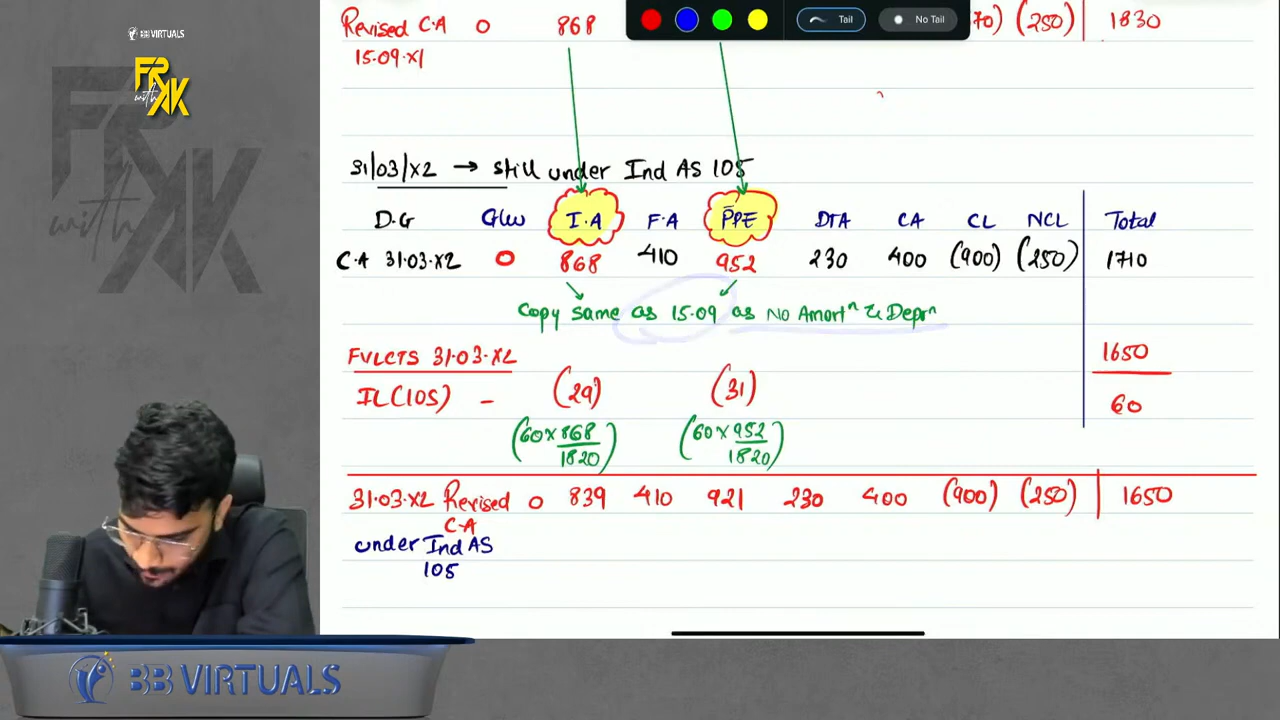 BB VIRTUALS
FR
with AK
Revised C.A 0 868 70) (250) 1830
15.09.X1
Tail
No Tail
31/03/X2 → still under Ind AS 105
D.G Glw I.A F.A PPE DTA CA CL NCL Total
C.A 31.03.X2 0 868 410 952 230 400 (900) (250) 1710
Copy same as 15.09 as No Amortⁿ & Deprⁿ
FVLCTS 31.03.X2 1650
IL(105) – (29) (31) 60
(60 × 868/1820) (60 × 952/1820)
31.03.X2 Revised 0 839 410 921 230 400 (900) (250) 1650
C.A
under Ind AS
105
BB VIRTUALS